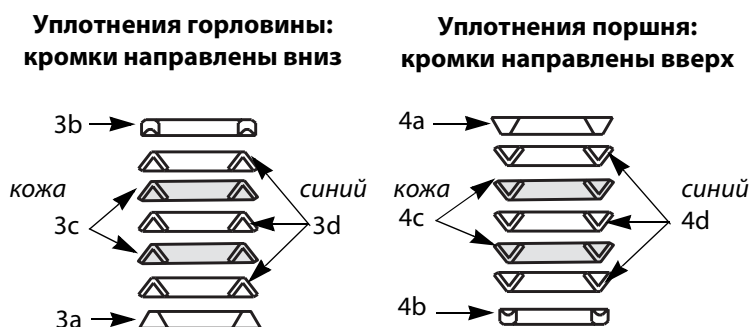 Уплотнения горловины:
кромки направлены вниз
3b
кожа
синий
3c
3d
3a
Уплотнения поршня:
кромки направлены вверх
4a
кожа
синий
4c
4d
4b